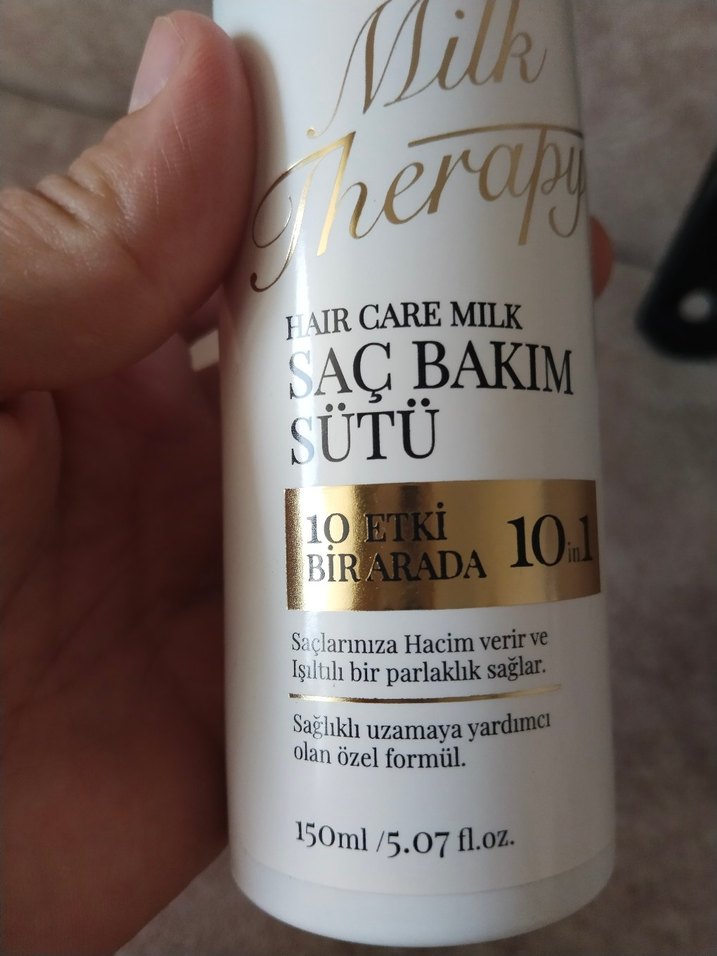 Milk
Therapy
HAIR CARE MILK
SAÇ BAKIM
SÜTÜ
10 ETKİ
BİR ARADA 10in1
Saçlarınıza Hacim verir ve
Işıltılı bir parlaklık sağlar.
Sağlıklı uzamaya yardımcı
olan özel formül.
150ml /5.07 fl.oz.